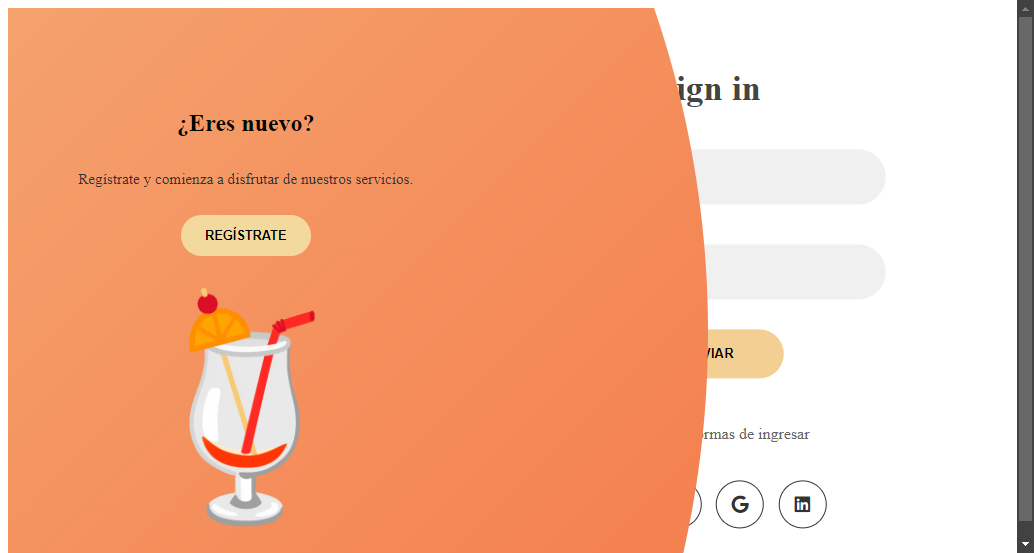 ¿Eres nuevo?
Regístrate y comienza a disfrutar de nuestros servicios.
REGÍSTRATE
ign in
VIAR
ormas de ingresar